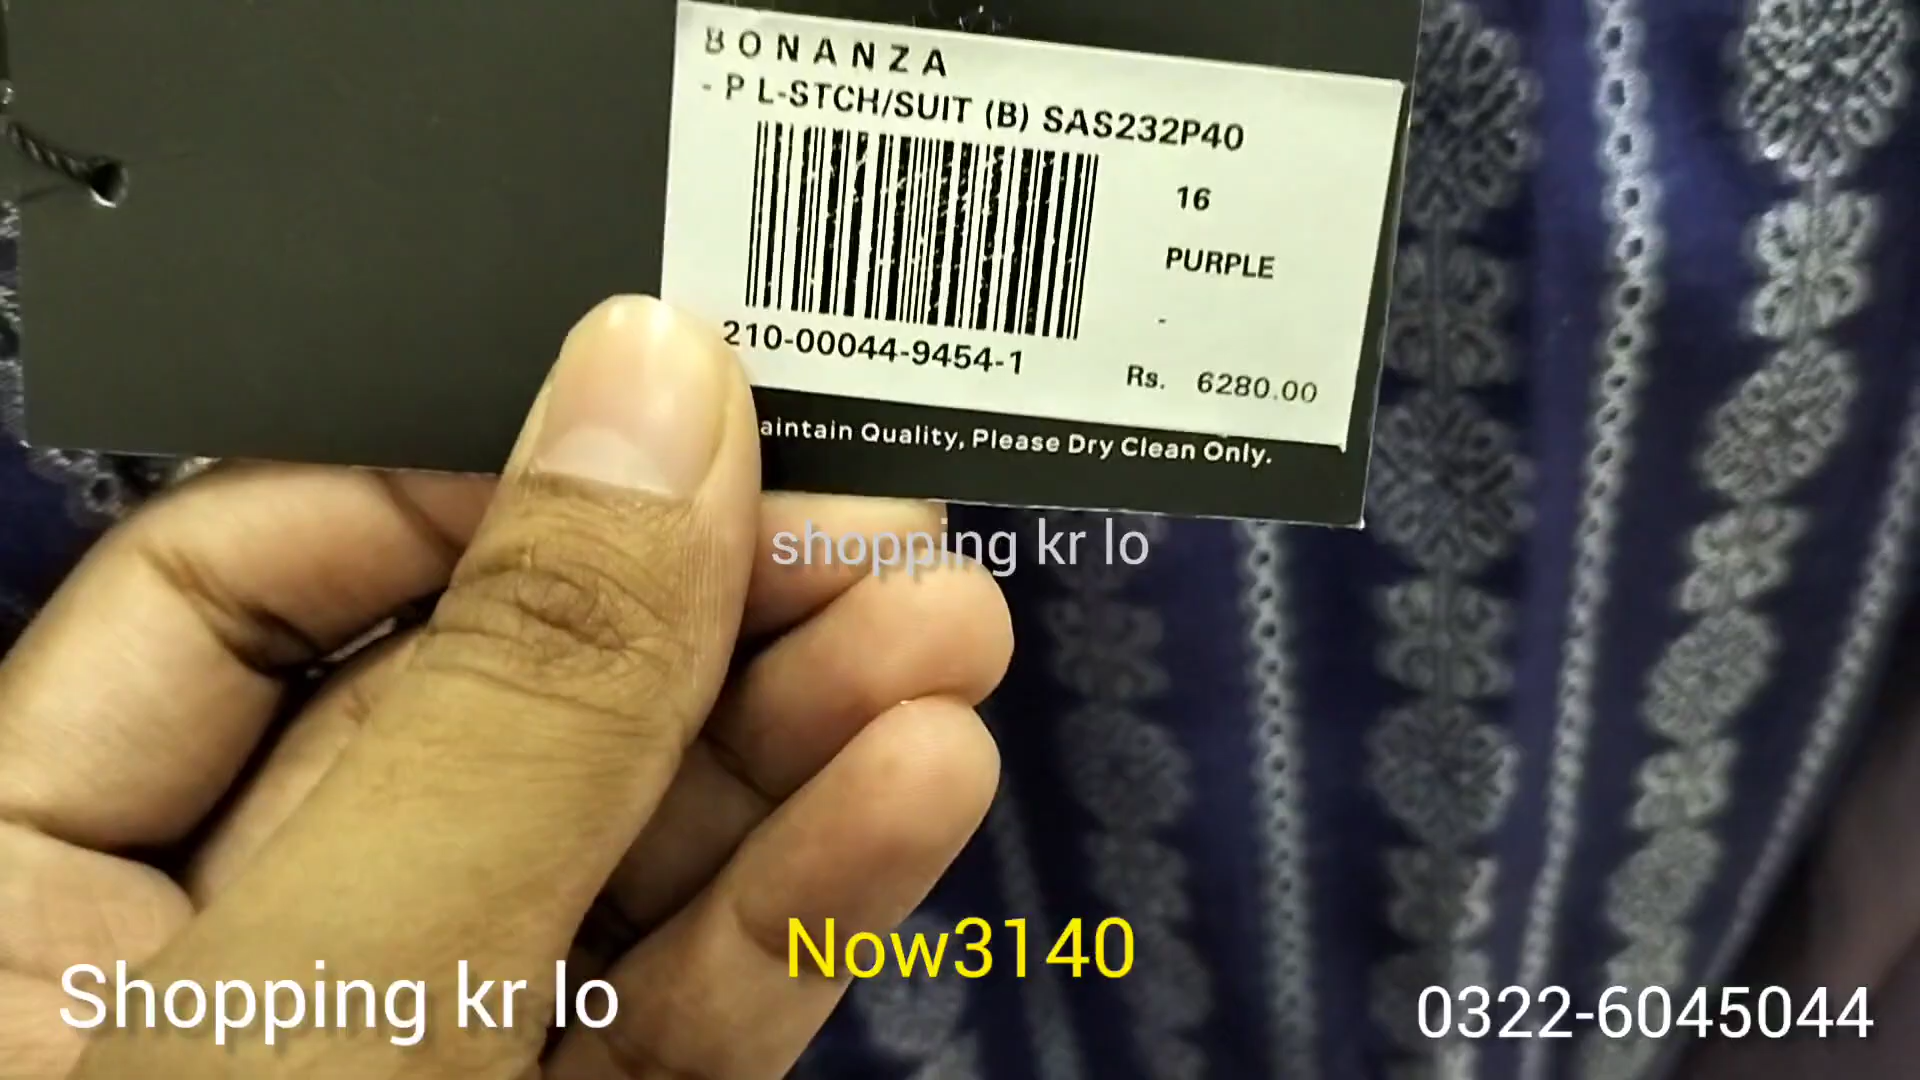 BONANZA
- P L-STCH/SUIT (B) SAS232P40
16
PURPLE
-
210-00044-9454-1
Rs. 6280.00
aintain Quality, Please Dry Clean Only.
shopping kr lo
Now3140
Shopping kr lo
0322-6045044